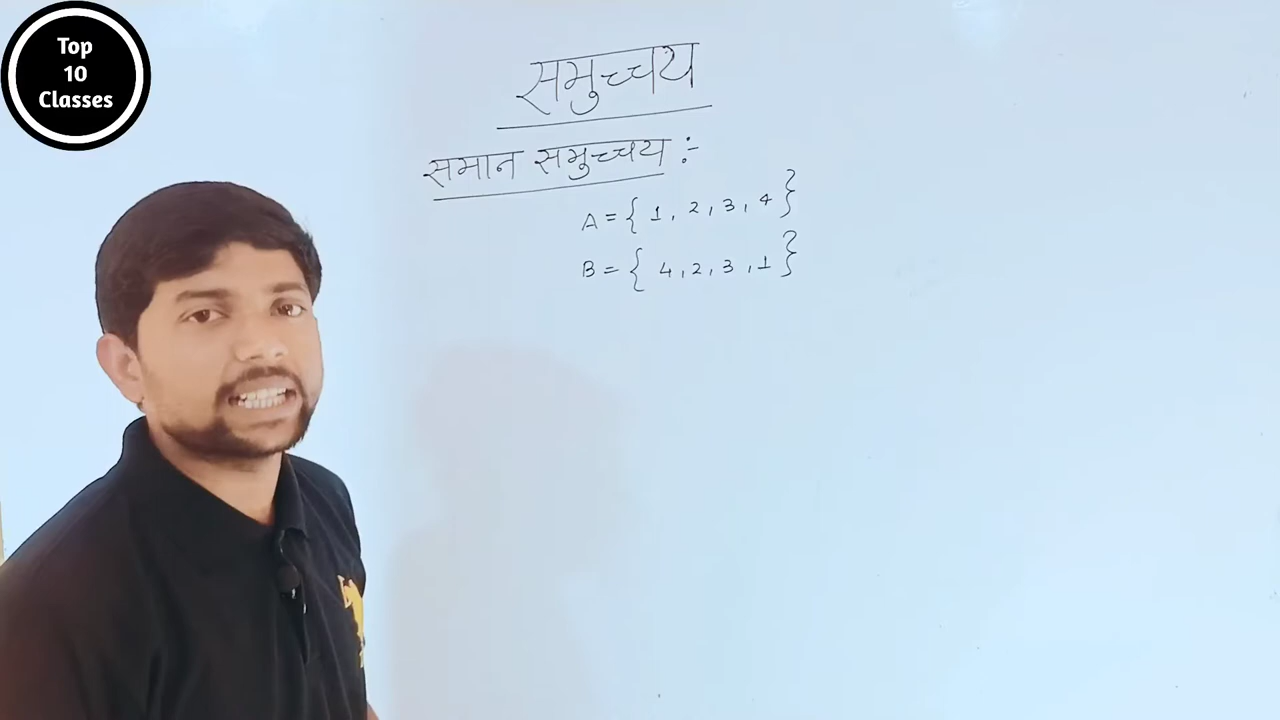 Top
10
Classes
समुच्चय
समान समुच्चय :-
A = { 1, 2, 3, 4 }
B = { 4, 2, 3, 1 }